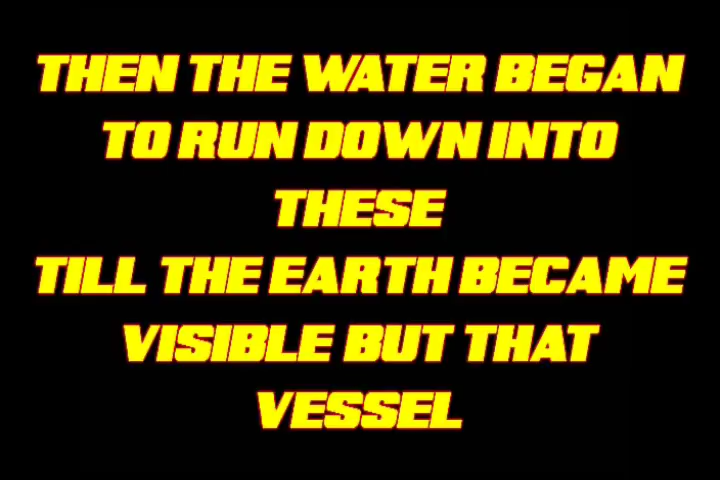 THEN THE WATER BEGAN
TO RUN DOWN INTO
THESE
TILL THE EARTH BECAME
VISIBLE BUT THAT
VESSEL